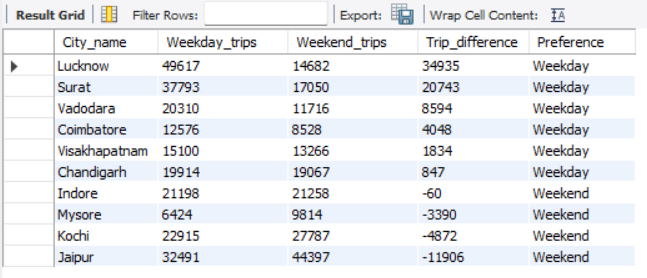 Result Grid Filter Rows: Export: Wrap Cell Content:
City_name Weekday_trips Weekend_trips Trip_difference Preference
Lucknow 49617 14682 34935 Weekday
Surat 37793 17050 20743 Weekday
Vadodara 20310 11716 8594 Weekday
Coimbatore 12576 8528 4048 Weekday
Visakhapatnam 15100 13266 1834 Weekday
Chandigarh 19914 19067 847 Weekday
Indore 21198 21258 -60 Weekend
Mysore 6424 9814 -3390 Weekend
Kochi 22915 27787 -4872 Weekend
Jaipur 32491 44397 -11906 Weekend